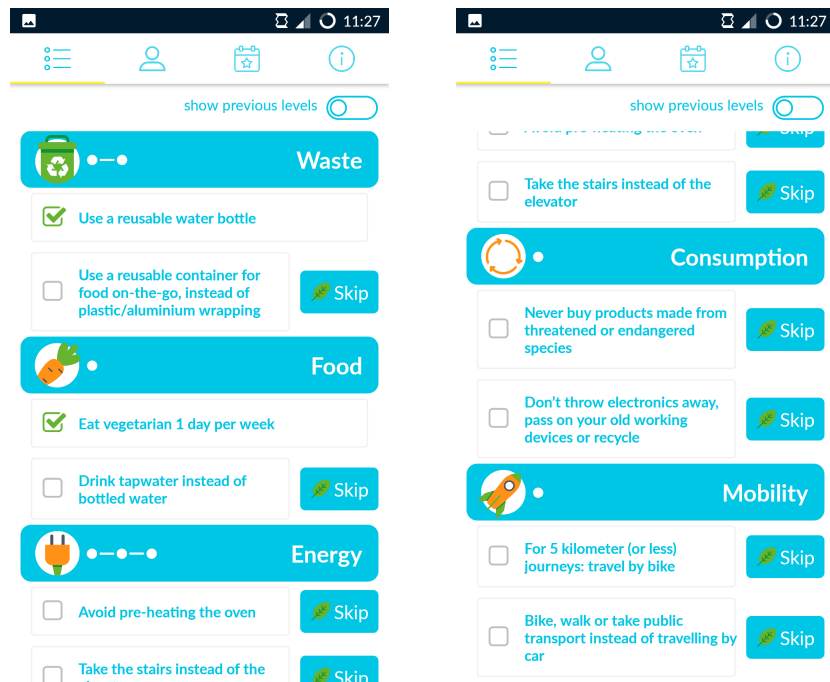 11:27
show previous levels
Waste
Use a reusable water bottle
Use a reusable container for
food on-the-go, instead of
plastic/aluminium wrapping
Skip
Food
Eat vegetarian 1 day per week
Drink tapwater instead of
bottled water
Skip
Energy
Avoid pre-heating the oven
Skip
Take the stairs instead of the
Skip
11:27
show previous levels
Avoid pre-heating the oven
Skip
Take the stairs instead of the
elevator
Skip
Consumption
Never buy products made from
threatened or endangered
species
Skip
Don't throw electronics away,
pass on your old working
devices or recycle
Skip
Mobility
For 5 kilometer (or less)
journeys: travel by bike
Skip
Bike, walk or take public
transport instead of travelling by
car
Skip